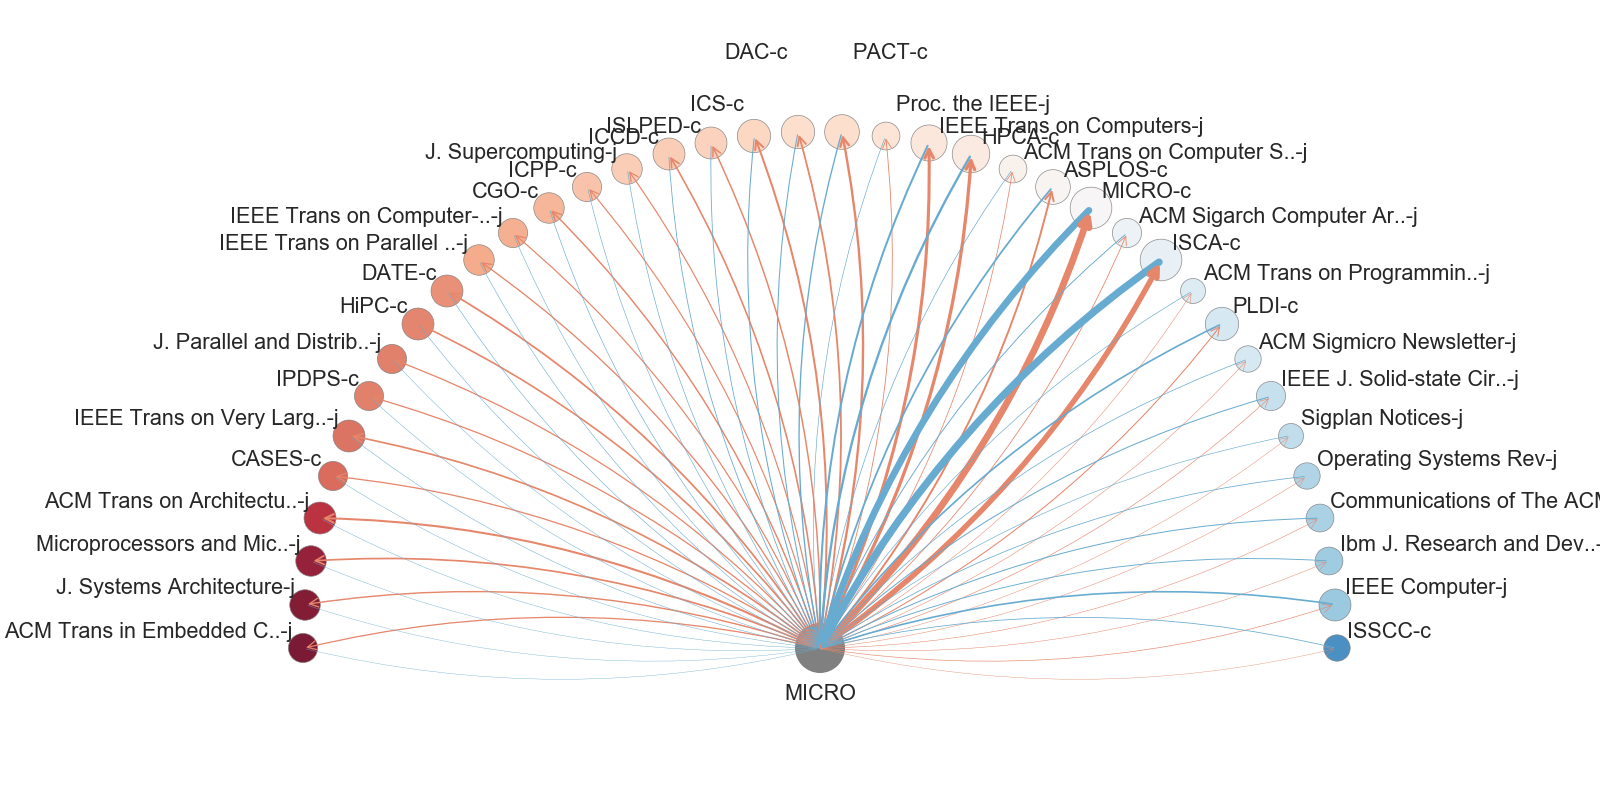 DAC-c
PACT-c
ICS-c
Proc. the IEEE-j
ISLPED-c
IEEE Trans on Computers-j
ICCD-c
HPCA-c
J. Supercomputing-j
ACM Trans on Computer S..-j
ICPP-c
ASPLOS-c
CGO-c
MICRO-c
IEEE Trans on Computer-..-j
ACM Sigarch Computer Ar..-j
IEEE Trans on Parallel ..-j
ISCA-c
DATE-c
ACM Trans on Programmin..-j
HiPC-c
PLDI-c
J. Parallel and Distrib..-j
ACM Sigmicro Newsletter-j
IPDPS-c
IEEE J. Solid-state Cir..-j
IEEE Trans on Very Larg..-j
Sigplan Notices-j
CASES-c
Operating Systems Rev-j
ACM Trans on Architectu..-j
Communications of The ACM
Microprocessors and Mic..-j
Ibm J. Research and Dev..-
J. Systems Architecture-j
IEEE Computer-j
ACM Trans in Embedded C..-j
ISSCC-c
MICRO